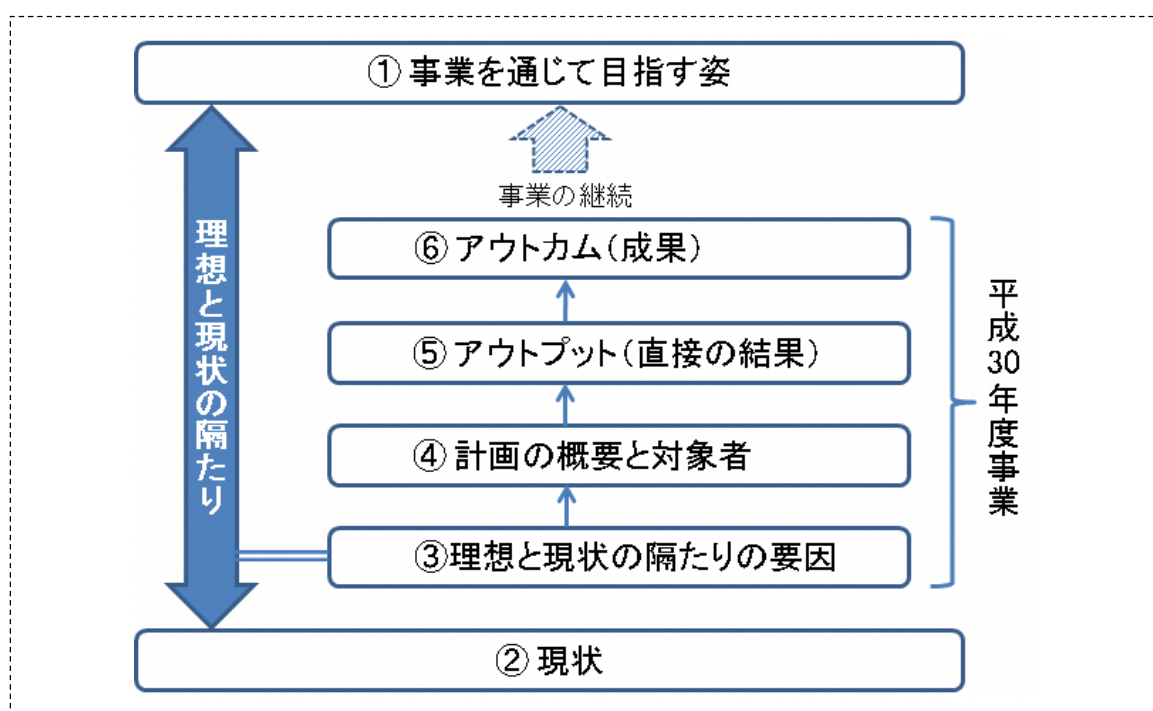 ①事業を通じて目指す姿
事業の継続
⑥アウトカム(成果)
⑤アウトプット(直接の結果)
④計画の概要と対象者
③理想と現状の隔たりの要因
②現状
理想と現状の隔たり
平成30年度事業